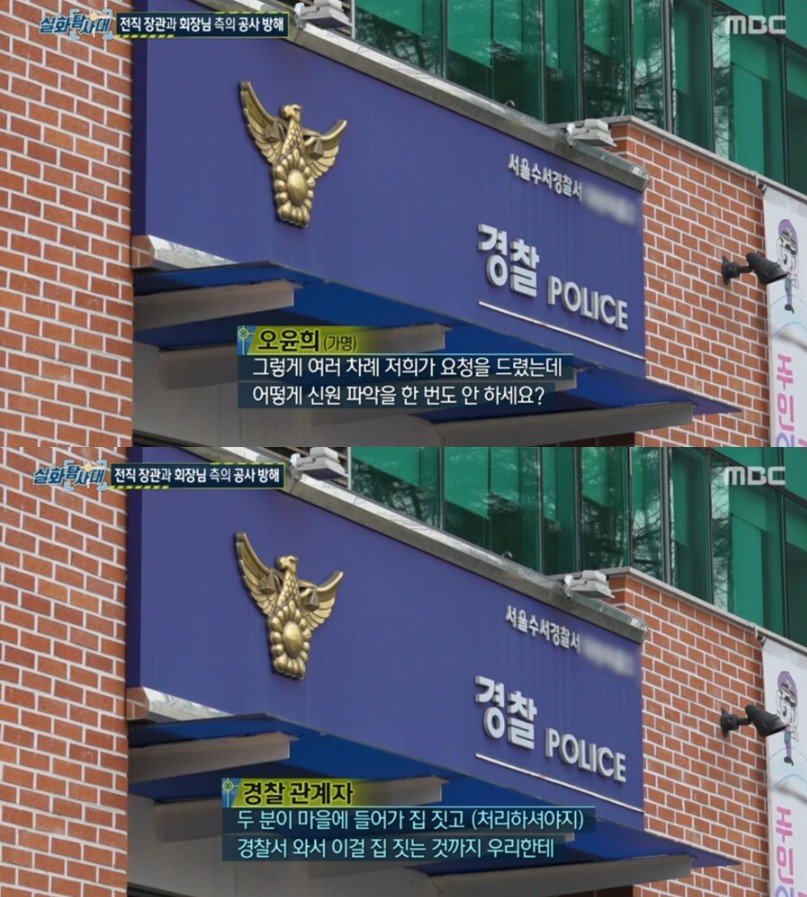 실화탐사대
전직 장관과 회장님 측의 공사 방해
MBC
서울수서경찰서
경찰 POLICE
오윤희(가명)
그렇게 여러 차례 저희가 요청을 드렸는데
어떻게 신원 파악을 한 번도 안 하세요?
실화탐사대
전직 장관과 회장님 측의 공사 방해
MBC
서울수서경찰서
경찰 POLICE
경찰 관계자
두 분이 마을에 들어가 집 짓고 (처리하셔야지)
경찰서 와서 이걸 집 짓는 것까지 우리한테